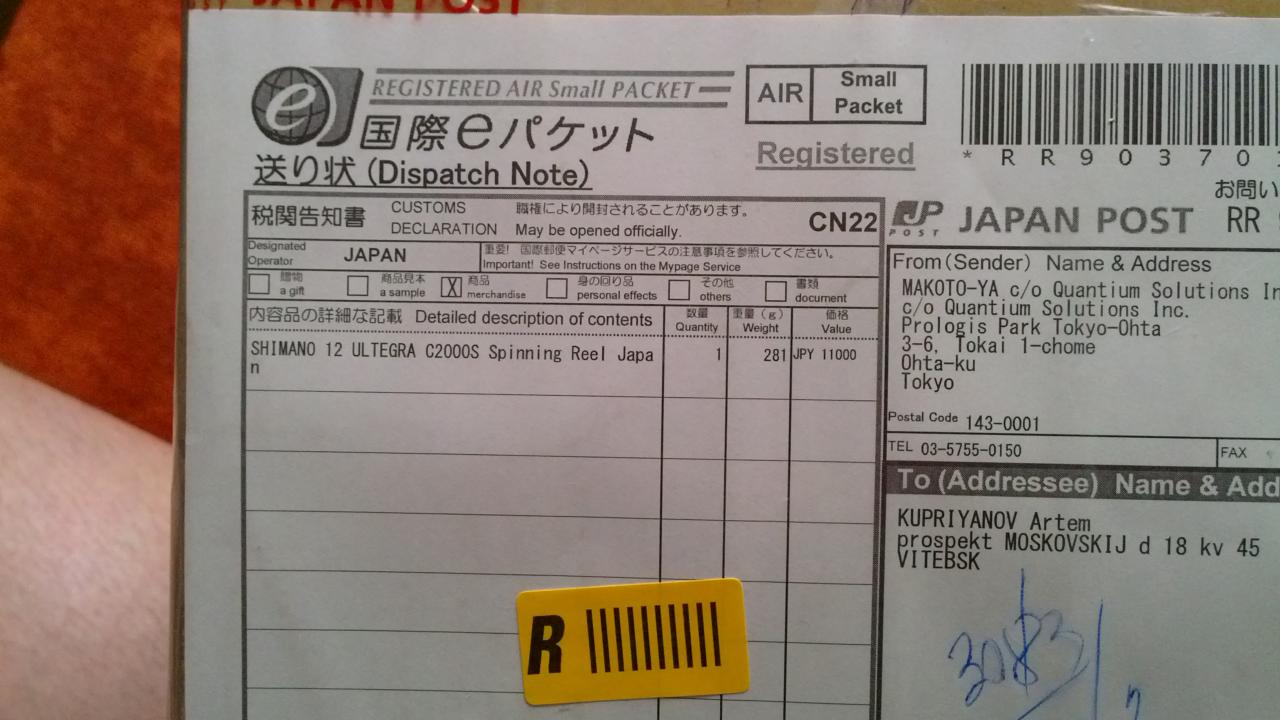 JAPAN POST
REGISTERED AIR Small PACKET
国際eパケット
送り状 (Dispatch Note)
AIR
Small
Packet
Registered
* R R 9 0 3 7 0
お問い
税関告知書
CUSTOMS
DECLARATION
職権により開封されることがあります。
May be opened officially.
CN22
Designated
Operator
JAPAN
重要! 国際郵便マイページサービスの注意事項を参照してください。
Important! See Instructions on the Mypage Service
贈物
a gift
商品見本
a sample
X
商品
merchandise
身の回り品
personal effects
その他
others
書類
document
内容品の詳細な記載 Detailed description of contents
数量
Quantity
重量 (g)
Weight
価格
Value
SHIMANO 12 ULTEGRA C2000S Spinning Reel Japa
n
1
281
JPY 11000
JP
POST
JAPAN POST RR
From (Sender) Name & Address
MAKOTO-YA c/o Quantium Solutions In
c/o Quantium Solutions Inc.
Prologis Park Tokyo-Ohta
3-6, Tokai 1-chome
Ohta-ku
Tokyo
Postal Code 143-0001
TEL 03-5755-0150
FAX
To (Addressee) Name & Add
KUPRIYANOV Artem
prospekt MOSKOVSKIJ d 18 kv 45
VITEBSK
R